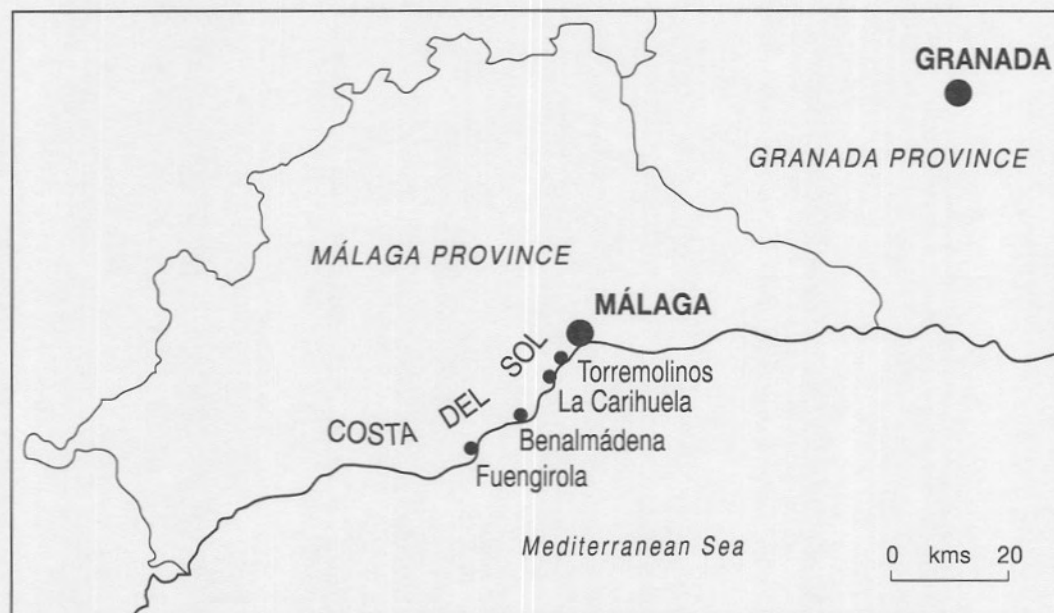 GRANADA
GRANADA PROVINCE
MÁLAGA PROVINCE
MÁLAGA
COSTA DEL SOL
Torremolinos
La Carihuela
Benalmádena
Fuengirola
Mediterranean Sea
0 kms 20